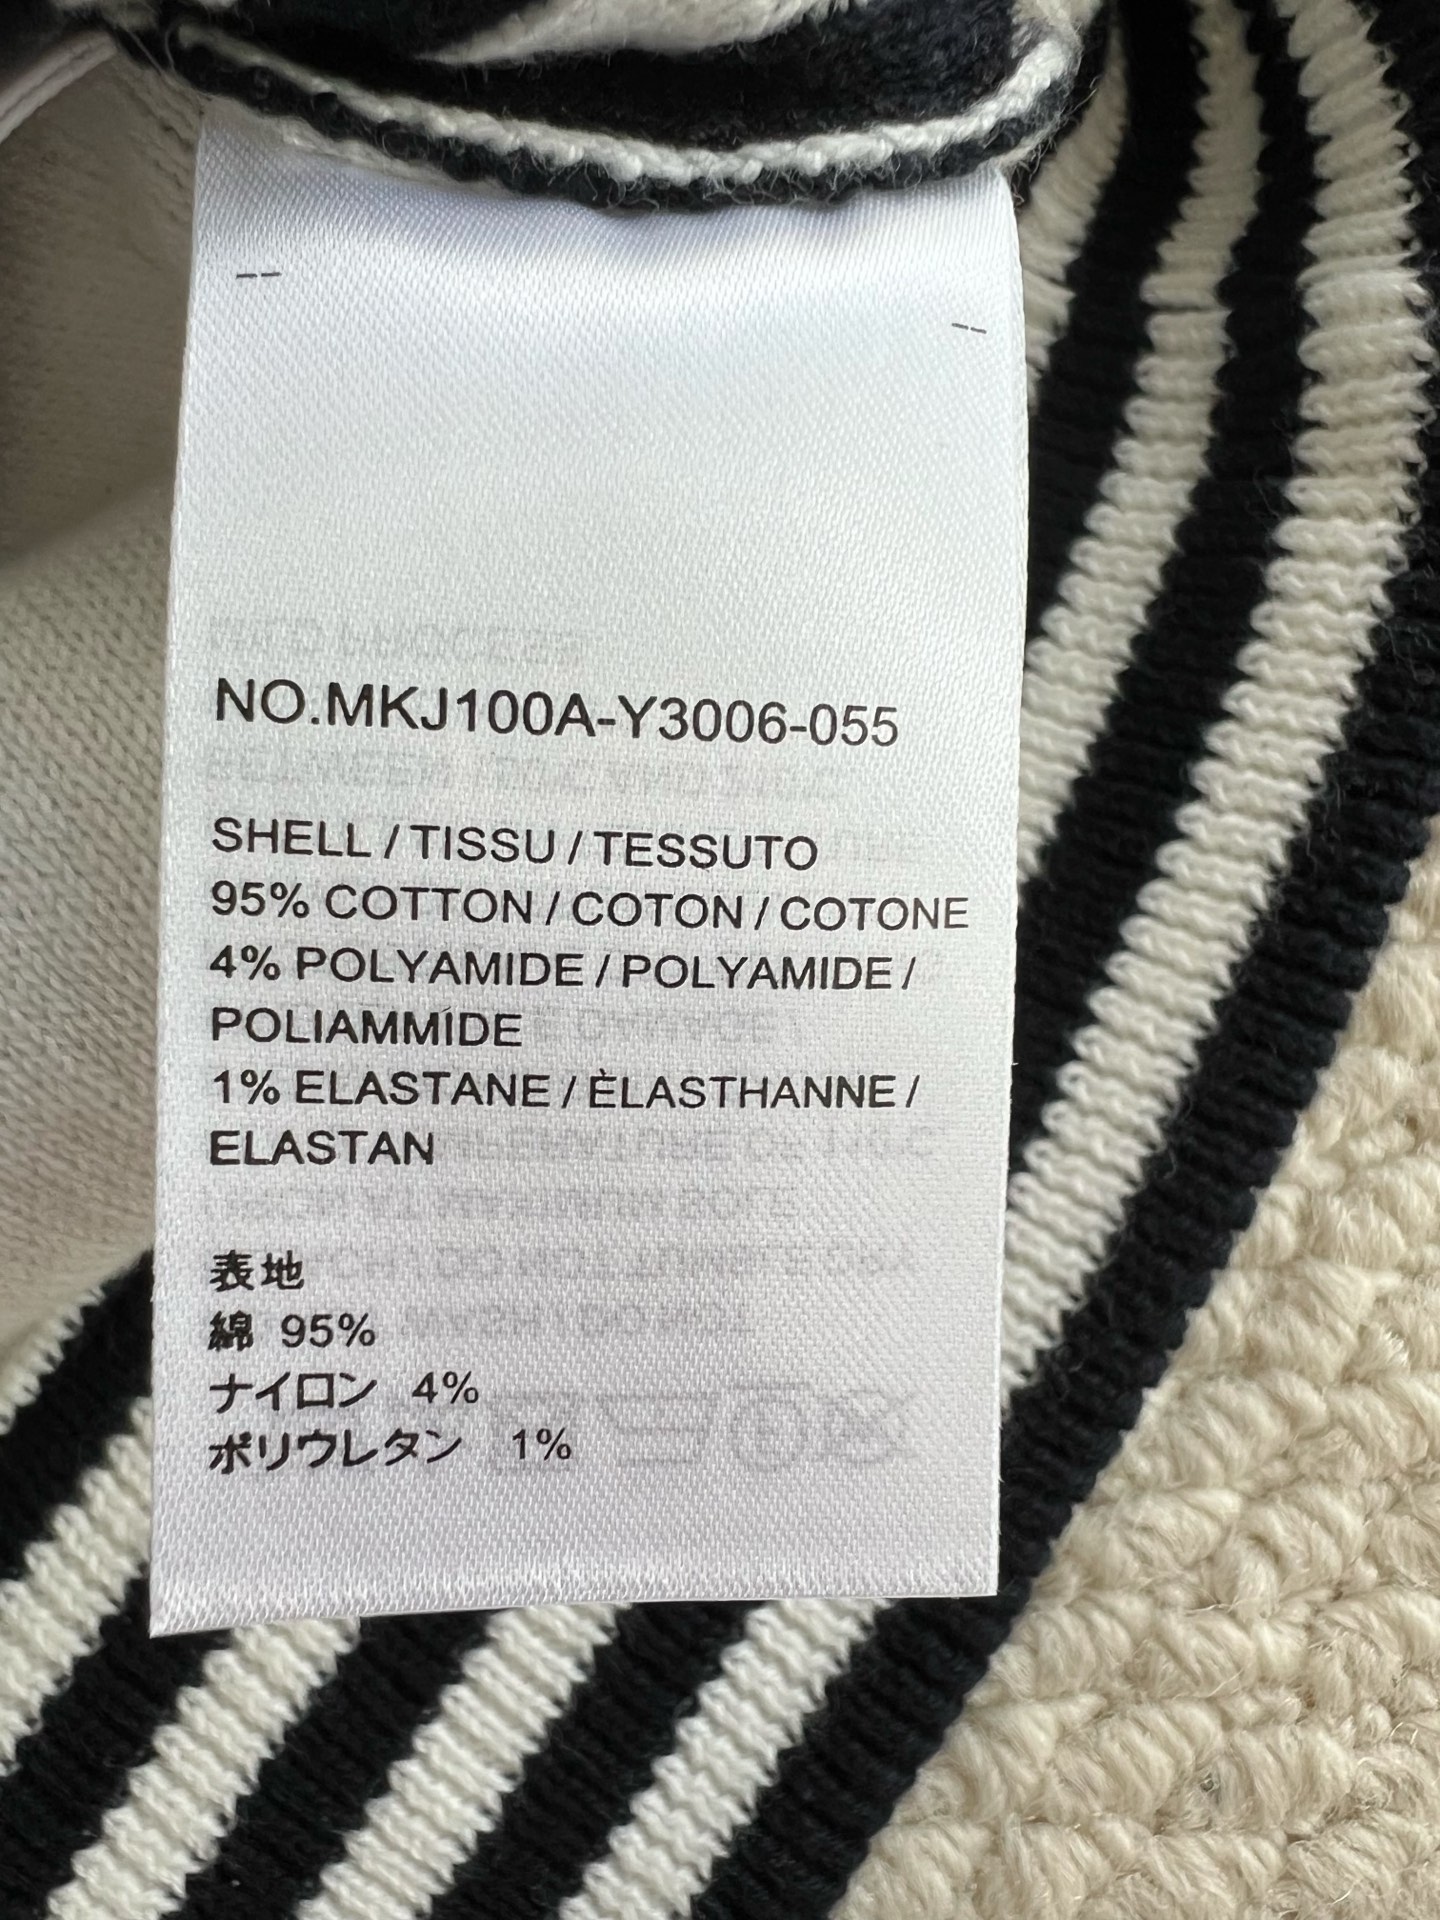 NO.MKJ100A-Y3006-055
SHELL / TISSU / TESSUTO
95% COTTON / COTON / COTONE
4% POLYAMIDE / POLYAMIDE /
POLIAMMÍDE
1% ELASTANE / ÈLASTHANNE /
ELASTAN
表地
綿 95%
ナイロン 4%
ポリウレタン 1%